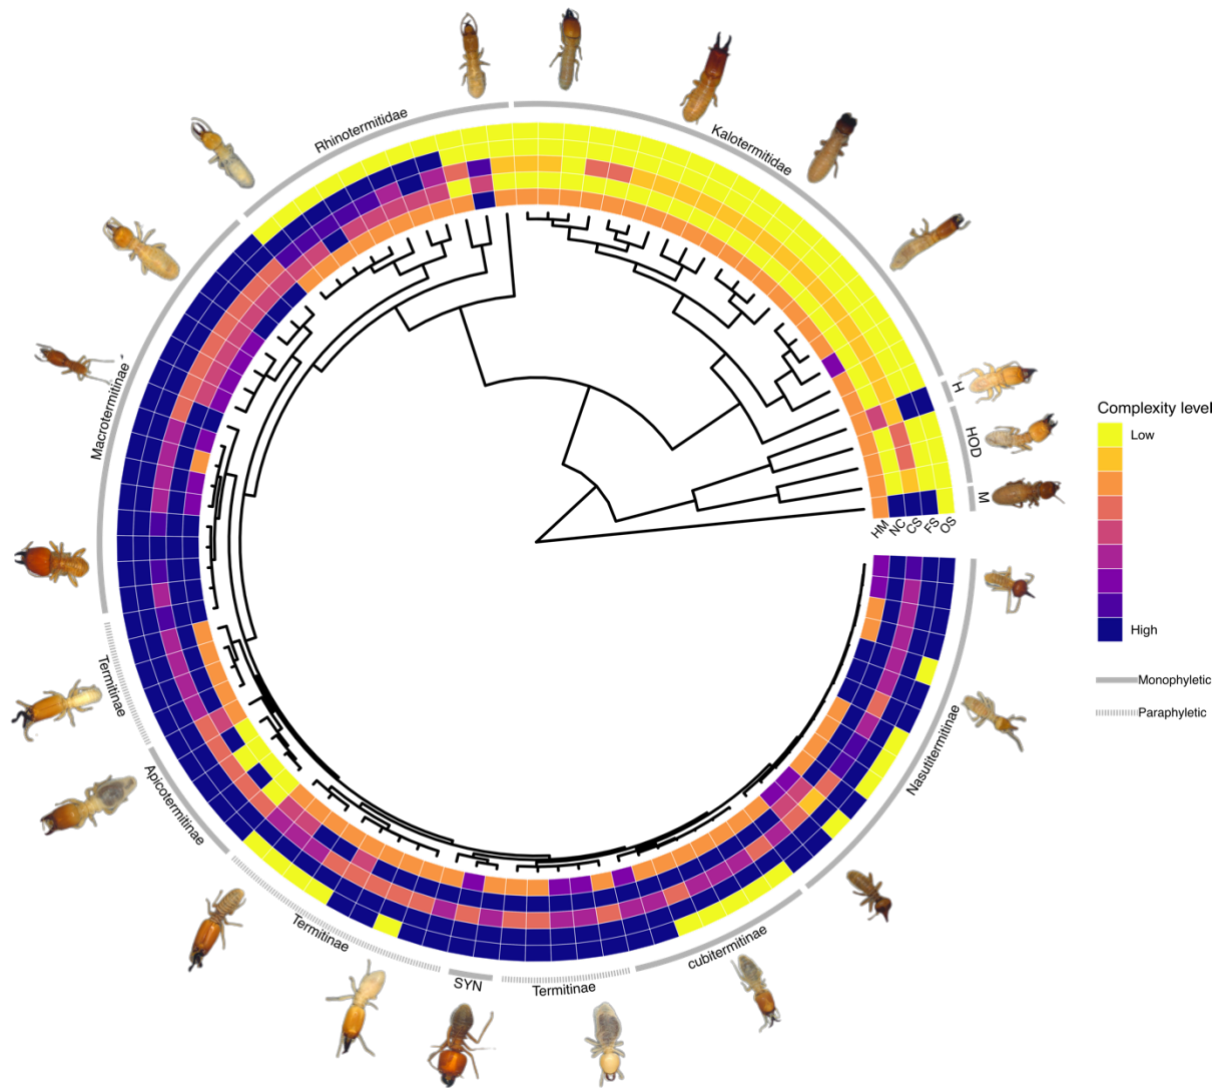 Rhinotermitidae
Kalotermitidae
Macrotermitinae
H
HOD
M
HM
NC
CS
FS
OS
Complexity level
Low
High
Monophyletic
Paraphyletic
Termitinae
Apicotermitinae
Termitinae
SYN
Termitinae
cubitermitinae
Nasutitermitinae